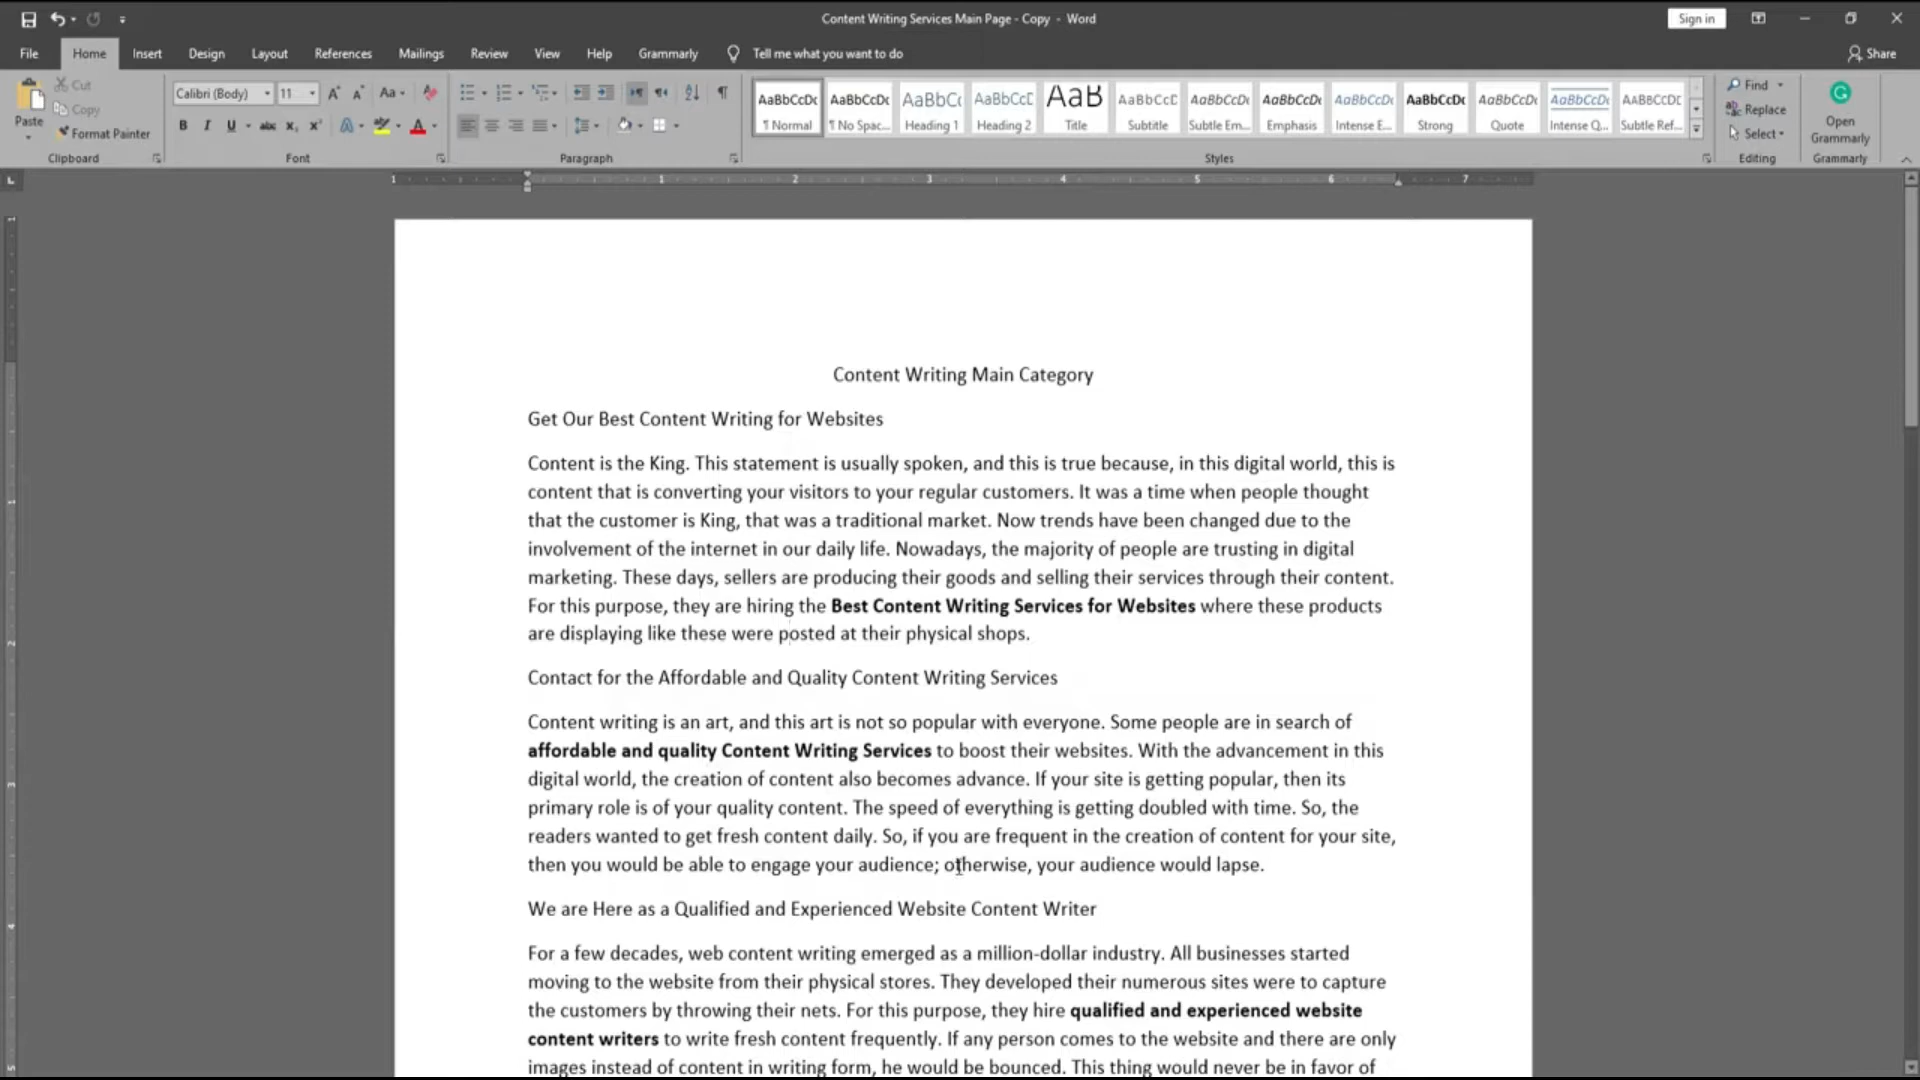 Content Writing Services Main Page - Copy - Word
Sign in
File Home Insert Design Layout References Mailings Review View Help Grammarly Tell me what you want to do
Share
Paste
Cut
Copy
Format Painter
Clipboard
Calibri (Body) 11
Font
Paragraph
AaBbCcDc AaBbCcDc AaBbC AaBbCcD AaB AaBbCcD AaBbCcDc AaBbCcDc AaBbCcDc AaBbCcDc AaBbCcDc AaBbCcDc AABBCCDC
¶ Normal ¶ No Spac... Heading 1 Heading 2 Title Subtitle Subtle Em... Emphasis Intense E... Strong Quote Intense Q... Subtle Ref...
Styles
Find
Replace
Select
Editing
Open
Grammarly
Grammarly
1 1 2 3 4 5 6 7
Content Writing Main Category
Get Our Best Content Writing for Websites
Content is the King. This statement is usually spoken, and this is true because, in this digital world, this is
content that is converting your visitors to your regular customers. It was a time when people thought
that the customer is King, that was a traditional market. Now trends have been changed due to the
involvement of the internet in our daily life. Nowadays, the majority of people are trusting in digital
marketing. These days, sellers are producing their goods and selling their services through their content.
For this purpose, they are hiring the Best Content Writing Services for Websites where these products
are displaying like these were posted at their physical shops.
Contact for the Affordable and Quality Content Writing Services
Content writing is an art, and this art is not so popular with everyone. Some people are in search of
affordable and quality Content Writing Services to boost their websites. With the advancement in this
digital world, the creation of content also becomes advance. If your site is getting popular, then its
primary role is of your quality content. The speed of everything is getting doubled with time. So, the
readers wanted to get fresh content daily. So, if you are frequent in the creation of content for your site,
then you would be able to engage your audience; otherwise, your audience would lapse.
We are Here as a Qualified and Experienced Website Content Writer
For a few decades, web content writing emerged as a million-dollar industry. All businesses started
moving to the website from their physical stores. They developed their numerous sites were to capture
the customers by throwing their nets. For this purpose, they hire qualified and experienced website
content writers to write fresh content frequently. If any person comes to the website and there are only
images instead of content in writing form, he would be bounced. This thing would never be in favor of